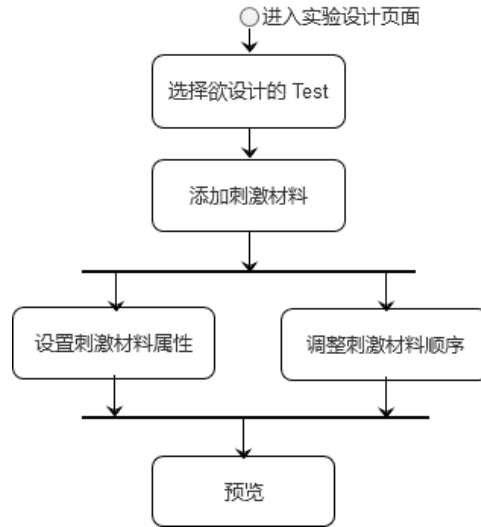 进入实验设计页面
选择欲设计的 Test
添加刺激材料
设置刺激材料属性
调整刺激材料顺序
预览